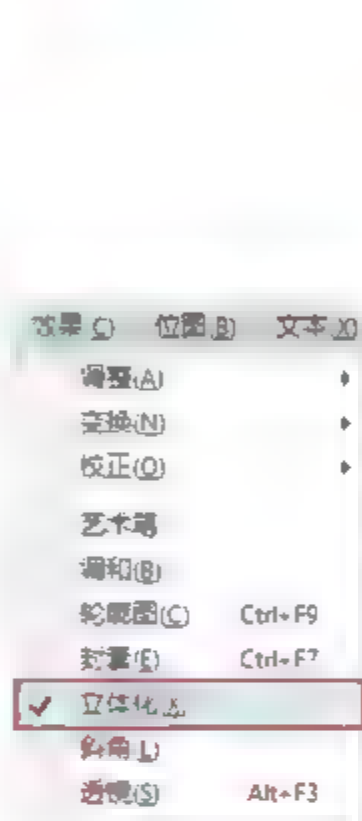 效果(C) 位图(B) 文本(X)
调整(A)
变换(N)
校正(O)
艺术笔
调和(B)
轮廓图(C) Ctrl+F9
封套(E) Ctrl+F7
立体化(X)
斜角(L)
透镜(S) Alt+F3